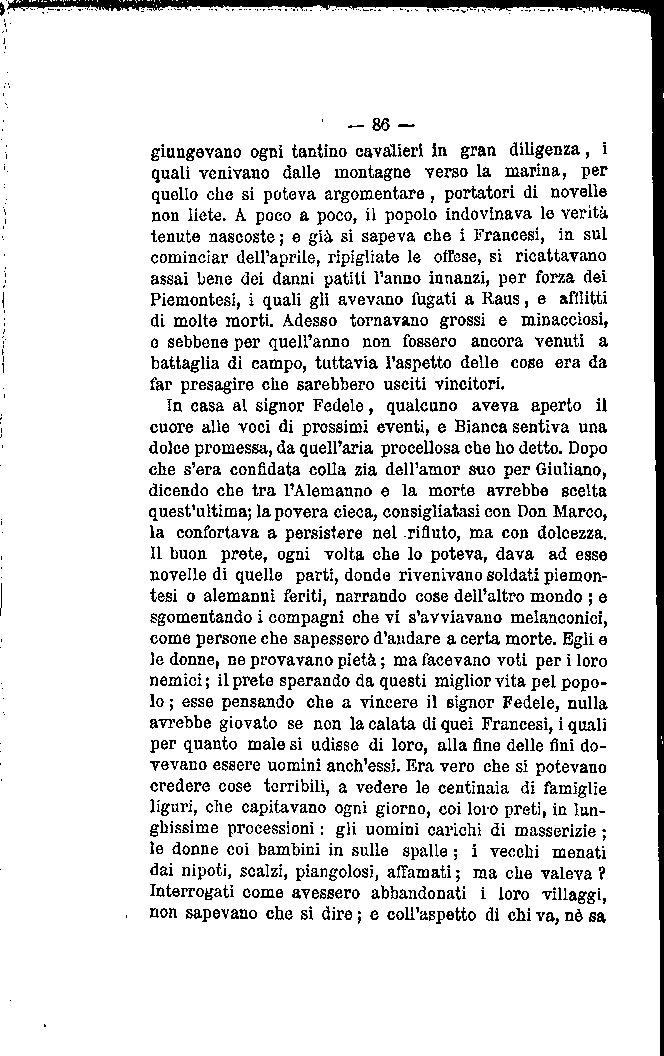 — 86 —
giungevano ogni tantino cavalieri in gran diligenza, i
quali venivano dalle montagne verso la marina, per
quello che si poteva argomentare, portatori di novelle
non liete. A poco a poco, il popolo indovinava le verità
tenute nascoste; e già si sapeva che i Francesi, in sul
cominciar dell'aprile, ripigliate le offese, si ricattavano
assai bene dei danni patiti l'anno innanzi, per forza dei
Piemontesi, i quali gli avevano fugati a Raus, e afflitti
di molte morti. Adesso tornavano grossi e minacciosi,
e sebbene per quell'anno non fossero ancora venuti a
battaglia di campo, tuttavia l'aspetto delle cose era da
far presagire che sarebbero usciti vincitori.
In casa al signor Fedele, qualcuno aveva aperto il
cuore alle voci di prossimi eventi, e Bianca sentiva una
dolce promessa, da quell'aria procellosa che ho detto. Dopo
che s'era confidata colla zia dell'amor suo per Giuliano,
dicendo che tra l'Alemanno e la morte avrebbe scelta
quest'ultima; la povera cieca, consigliatasi con Don Marco,
la confortava a persistere nel rifiuto, ma con dolcezza.
Il buon prete, ogni volta che lo poteva, dava ad esse
novelle di quelle parti, donde rivenivano soldati piemon-
tesi o alemanni feriti, narrando cose dell'altro mondo; e
sgomentando i compagni che vi s'avviavano melanconici,
come persone che sapessero d'andare a certa morte. Egli e
le donne, ne provavano pietà; ma facevano voti per i loro
nemici; il prete sperando da questi miglior vita pel popo-
lo; esse pensando che a vincere il signor Fedele, nulla
avrebbe giovato se non la calata di quei Francesi, i quali
per quanto male si udisse di loro, alla fine delle fini do-
vevano essere uomini anch'essi. Era vero che si potevano
credere cose terribili, a vedere le centinaia di famiglie
liguri, che capitavano ogni giorno, coi loro preti, in lun-
ghissime processioni: gli uomini carichi di masserizie;
le donne coi bambini in sulle spalle; i vecchi menati
dai nipoti, scalzi, piangolosi, affamati; ma che valeva?
Interrogati come avessero abbandonati i loro villaggi,
non sapevano che si dire; e coll'aspetto di chi va, nè sa